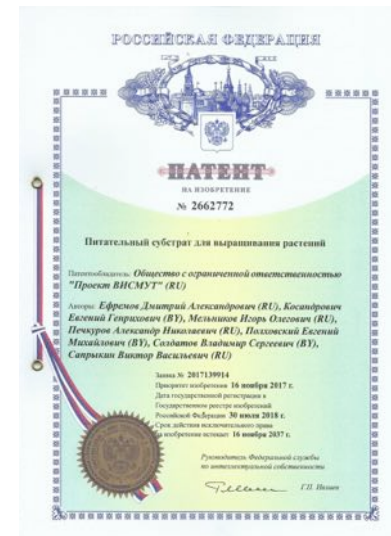 РОССИЙСКАЯ ФЕДЕРАЦИЯ
ПАТЕНТ
НА ИЗОБРЕТЕНИЕ
№ 2662772
Питательный субстрат для выращивания растений
Патентообладатель: Общество с ограниченной ответственностью
"Проект ВИСМУТ" (RU)
Авторы: Ефремов Дмитрий Александрович (RU), Косандрович
Евгений Генрихович (BY), Мельников Игорь Олегович (RU),
Печкуров Александр Николаевич (RU), Полховский Евгений
Михайлович (BY), Солдатов Владимир Сергеевич (BY),
Саприкин Виктор Васильевич (RU)
Заявка № 2017139914
Приоритет изобретения 16 ноября 2017 г.
Дата государственной регистрации в
Государственном реестре изобретений
Российской Федерации 30 июля 2018 г.
Срок действия исключительного права
на изобретение истекает 16 ноября 2037 г.
Руководитель Федеральной службы
по интеллектуальной собственности
Г.П. Ивлиев